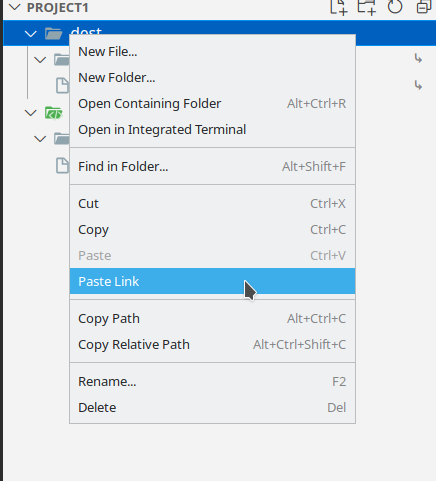 PROJECT1
dest
New File...
New Folder...
Open Containing Folder Alt+Ctrl+R
Open in Integrated Terminal
Find in Folder... Alt+Shift+F
Cut Ctrl+X
Copy Ctrl+C
Paste Ctrl+V
Paste Link
Copy Path Alt+Ctrl+C
Copy Relative Path Alt+Ctrl+Shift+C
Rename... F2
Delete Del